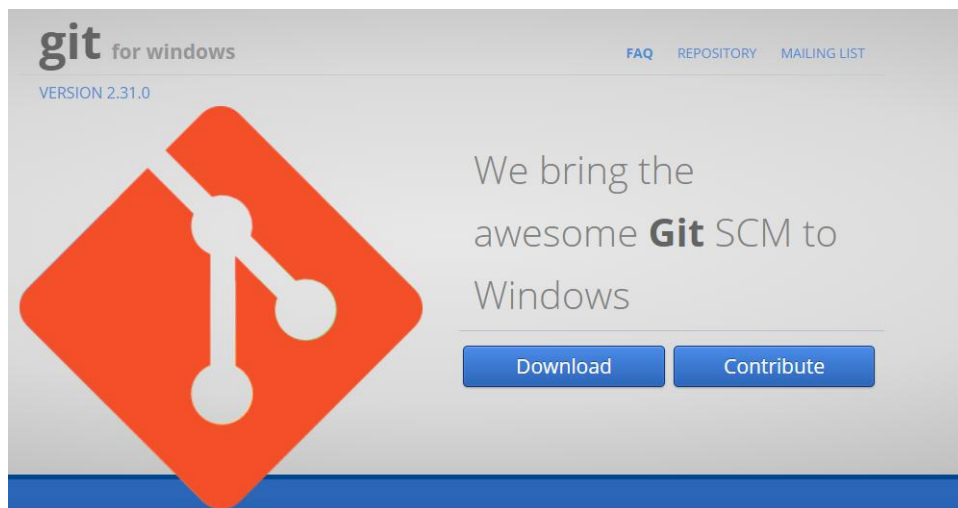 git for windows
FAQ REPOSITORY MAILING LIST
VERSION 2.31.0
We bring the
awesome Git SCM to
Windows
Download Contribute